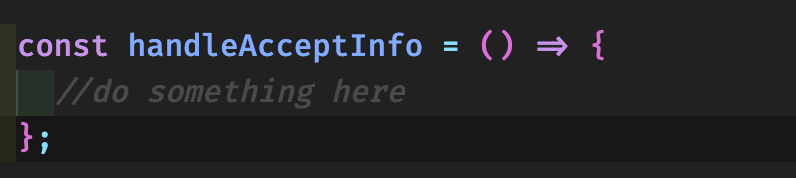 const handleAcceptInfo = () => {
//do something here
};